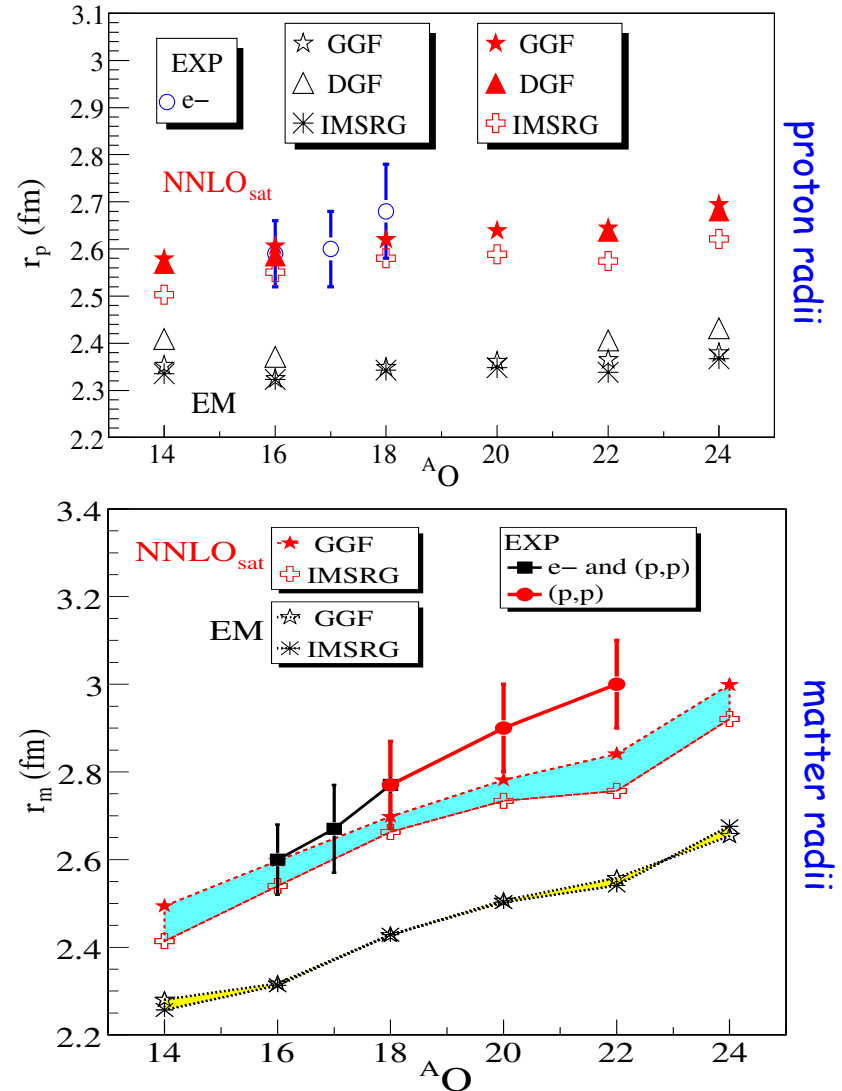 3.1
3
2.9
2.8
2.7
2.6
2.5
2.4
2.3
2.2
r_p (fm)
EXP
e−
GGF
DGF
IMSRG
GGF
DGF
IMSRG
NNLO_sat
EM
14 16 18 20 22 24
^A O
proton radii
3.4
3.2
3
2.8
2.6
2.4
2.2
r_m (fm)
NNLO_sat
GGF
IMSRG
EM
GGF
IMSRG
EXP
e− and (p,p)
(p,p)
14 16 18 20 22 24
^A O
matter radii